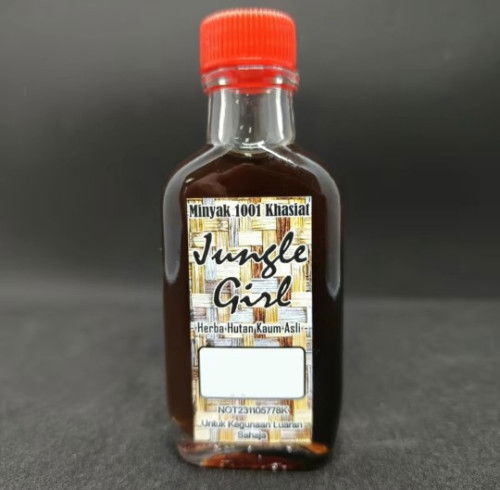 Minyak 1001 Khasiat
Jungle
Girl
Herba Hutan Kaum Asli
NOT231105778K
Untuk Kegunaan Luaran
Sahaja